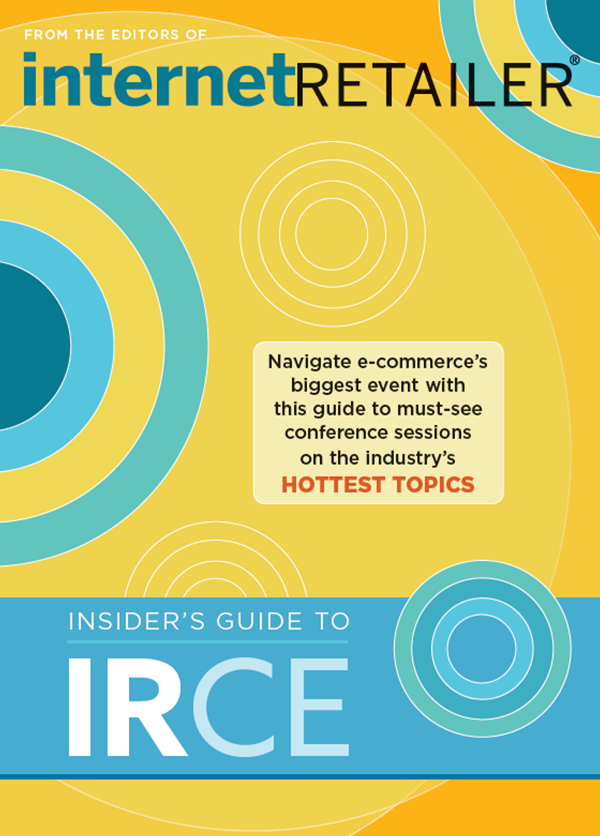 FROM THE EDITORS OF
internetRETAILER®
Navigate e-commerce's
biggest event with
this guide to must-see
conference sessions
on the industry's
HOTTEST TOPICS
INSIDER'S GUIDE TO
IRCE